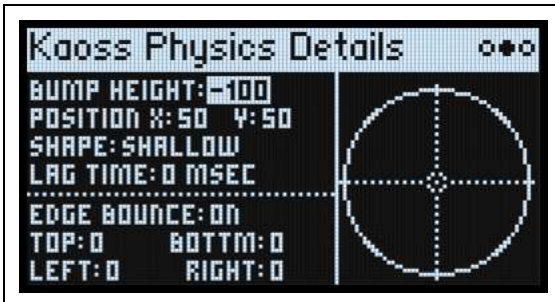 Kaoss Physics Details
BUMP HEIGHT:-100
POSITION X:50 Y:50
SHAPE:SHALLOW
LAG TIME:0 MSEC
EDGE BOUNCE:ON
TOP:0 BOTTM:0
LEFT:0 RIGHT:0